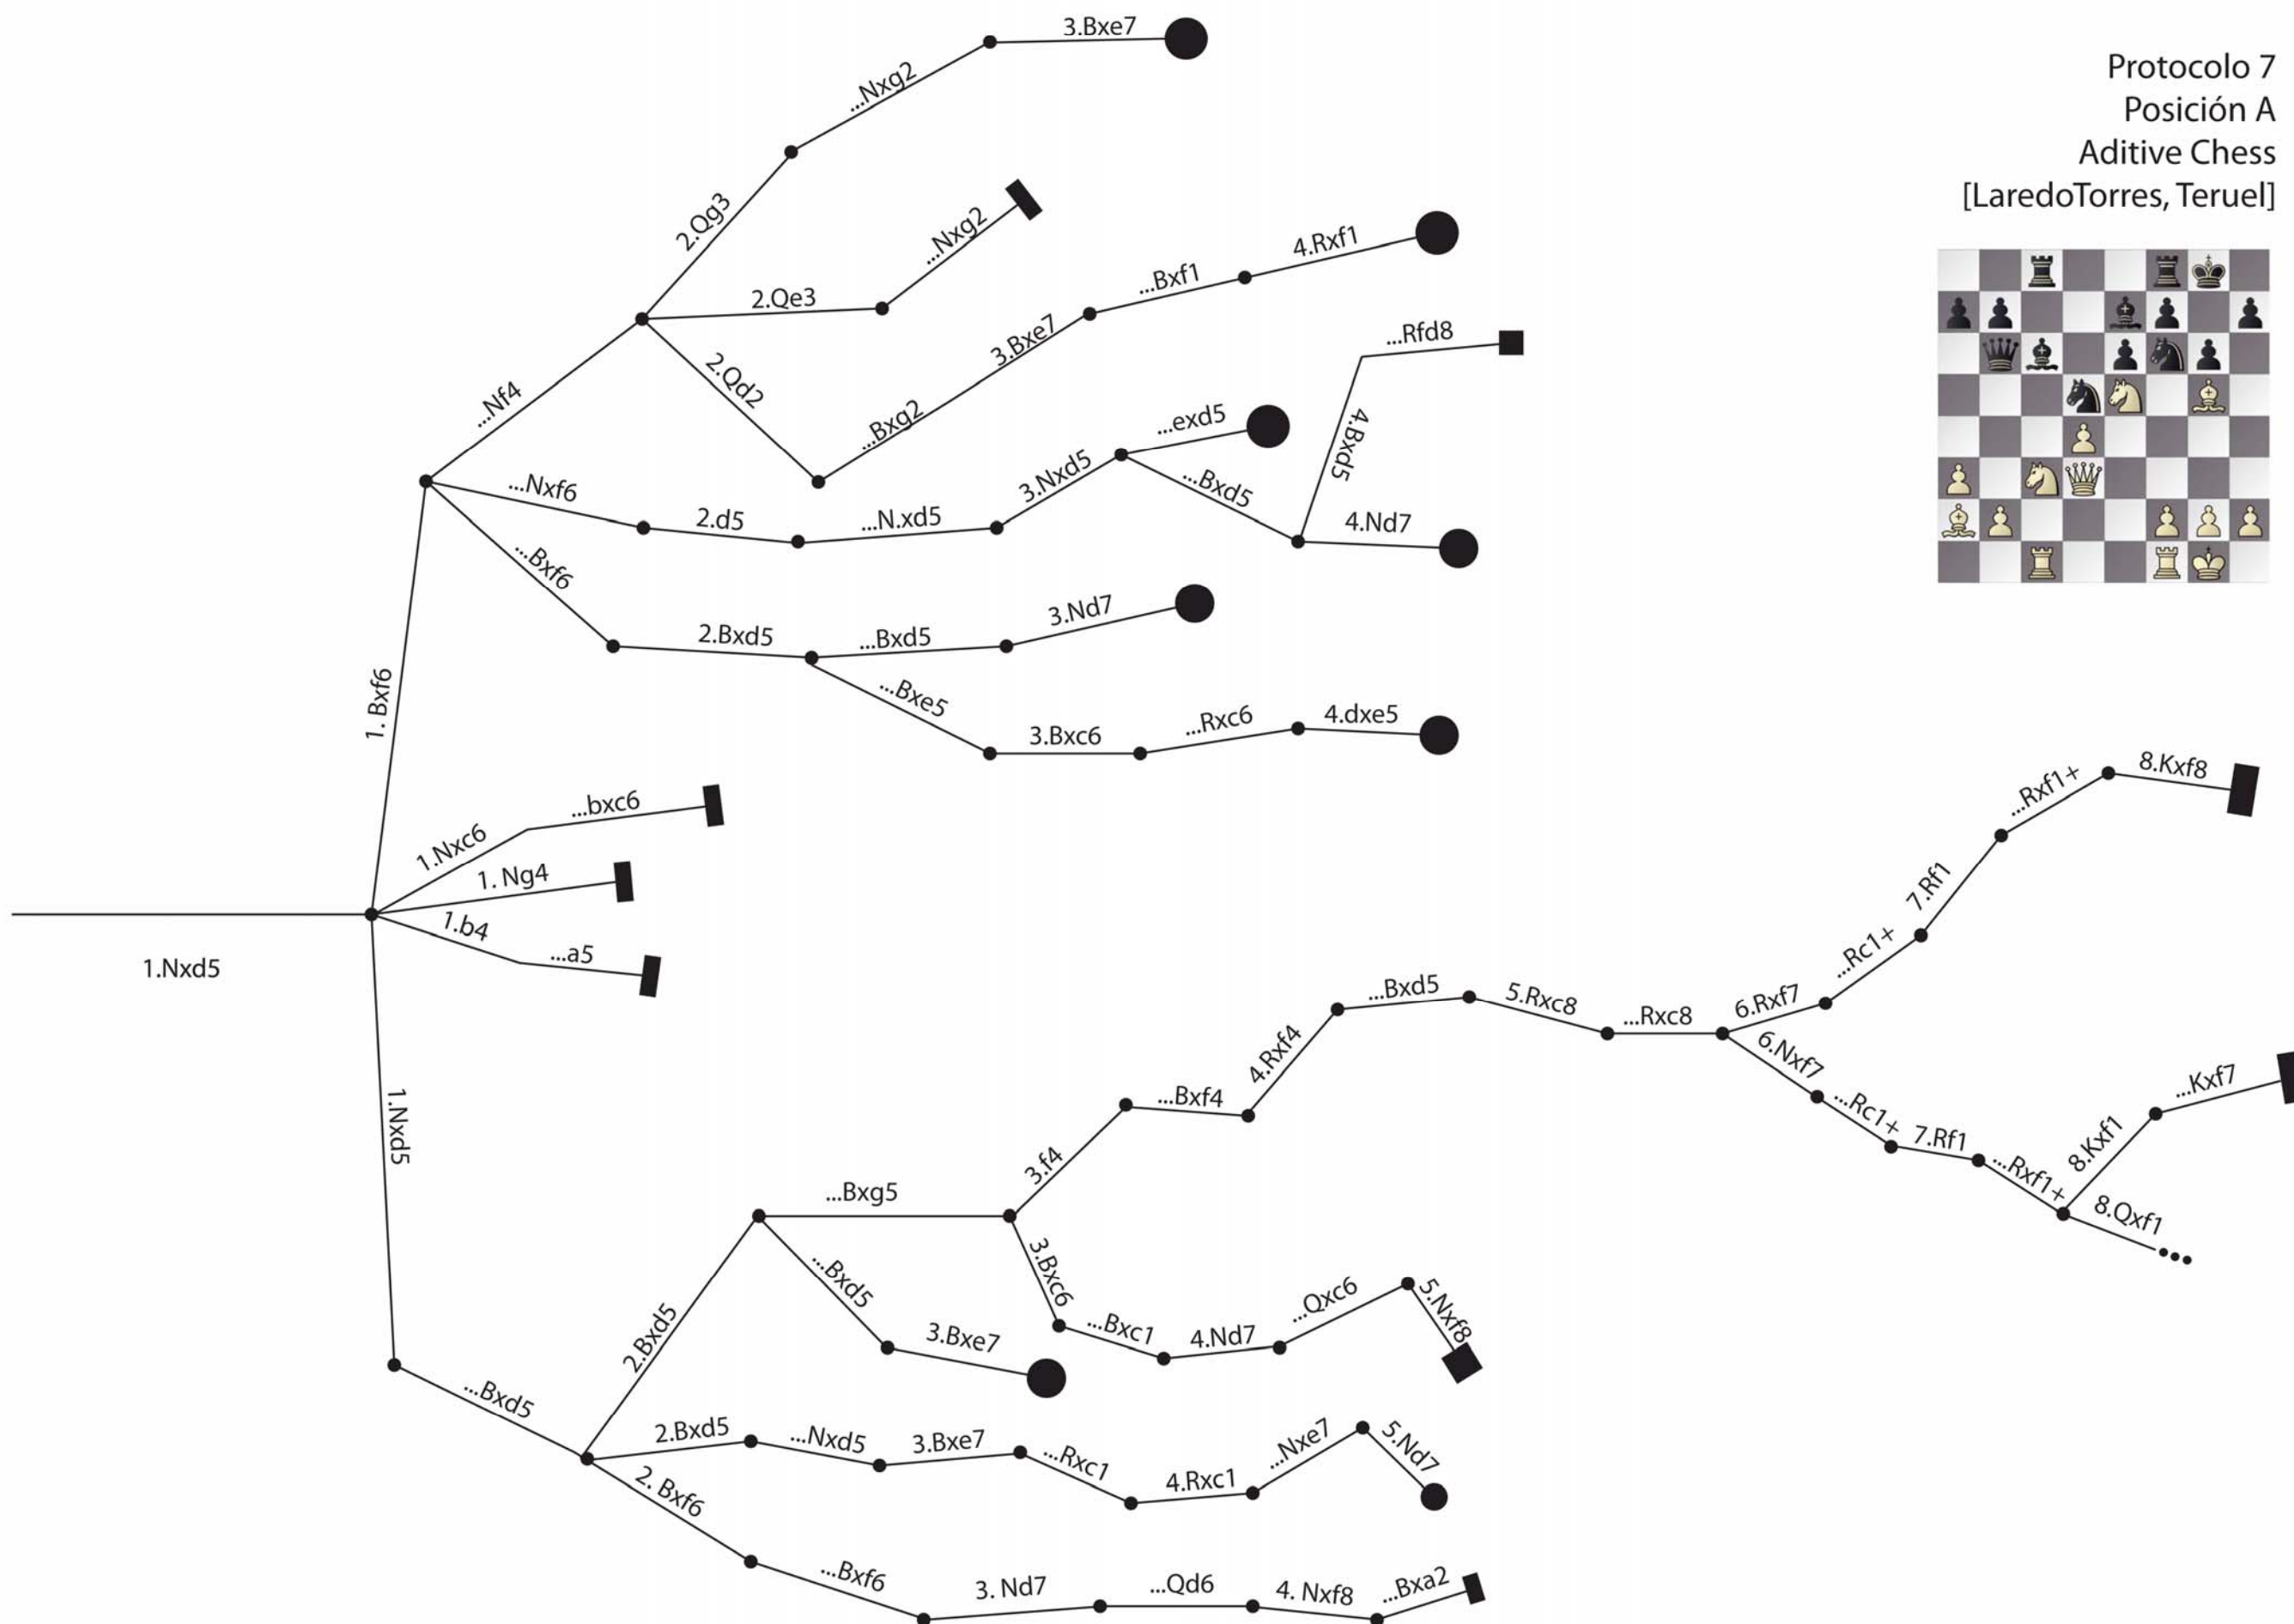 3.Bxe7
...Nxg2
2.Qg3
Protocolo 7
Posición A
Aditive Chess
[LaredoTorres, Teruel]
...Nxg2
2.Qe3
2.Qd2
...Bxg2
3.Bxe7
...Bxf1
4.Rxf1
...Nf4
...Rfd8
4.Bxd5
...exd5
...Bxd5
4.Nd7
...Nxf6
2.d5
...N.xd5
3.Nxd5
...Bxf6
2.Bxd5
...Bxd5
3.Nd7
...Bxe5
3.Bxc6
...Rxc6
4.dxe5
1. Bxf6
1.Nxc6
...bxc6
1. Ng4
1.b4
...a5
1.Nxd5
1.Nxd5
8.Kxf8
...Rxf1+
7.Rf1
...Rc1+
6.Rxf7
...Bxd5
5.Rxc8
...Rxc8
6.Nxf7
...Rc1+
7.Rf1
...Rxf1+
8.Kxf1
...Kxf7
8.Qxf1
4.Rxf4
...Bxf4
3.f4
...Bxg5
3.Bxc6
...Bxc1
4.Nd7
...Qxc6
5.Nxf8
...Bxd5
3.Bxe7
2.Bxd5
...Bxd5
2.Bxd5
...Nxd5
3.Bxe7
...Rxc1
4.Rxc1
...Nxe7
5.Nd7
2. Bxf6
...Bxf6
3. Nd7
...Qd6
4. Nxf8
...Bxa2